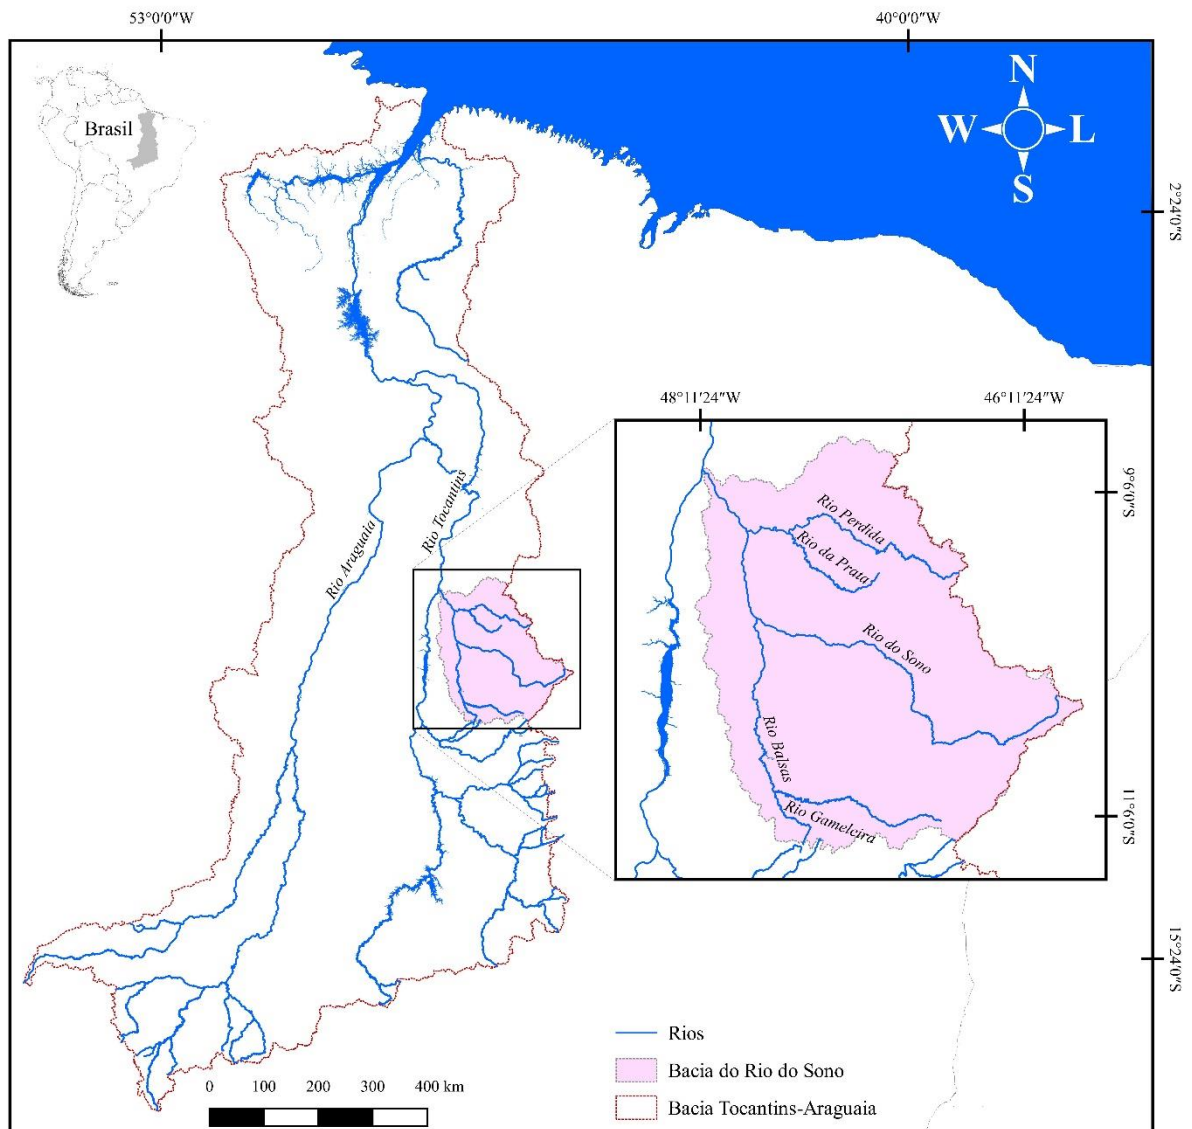 53°0'0"W
40°0'0"W
Brasil
N
W
L
S
2°24'0"S
48°11'24"W
46°11'24"W
9°6'0"S
Rio Perdida
Rio da Prata
Rio Tocantins
Rio Araguaia
Rio do Sono
Rio Balsas
Rio Gameleira
11°6'0"S
15°24'0"S
Rios
Bacia do Rio do Sono
Bacia Tocantins-Araguaia
0 100 200 300 400 km